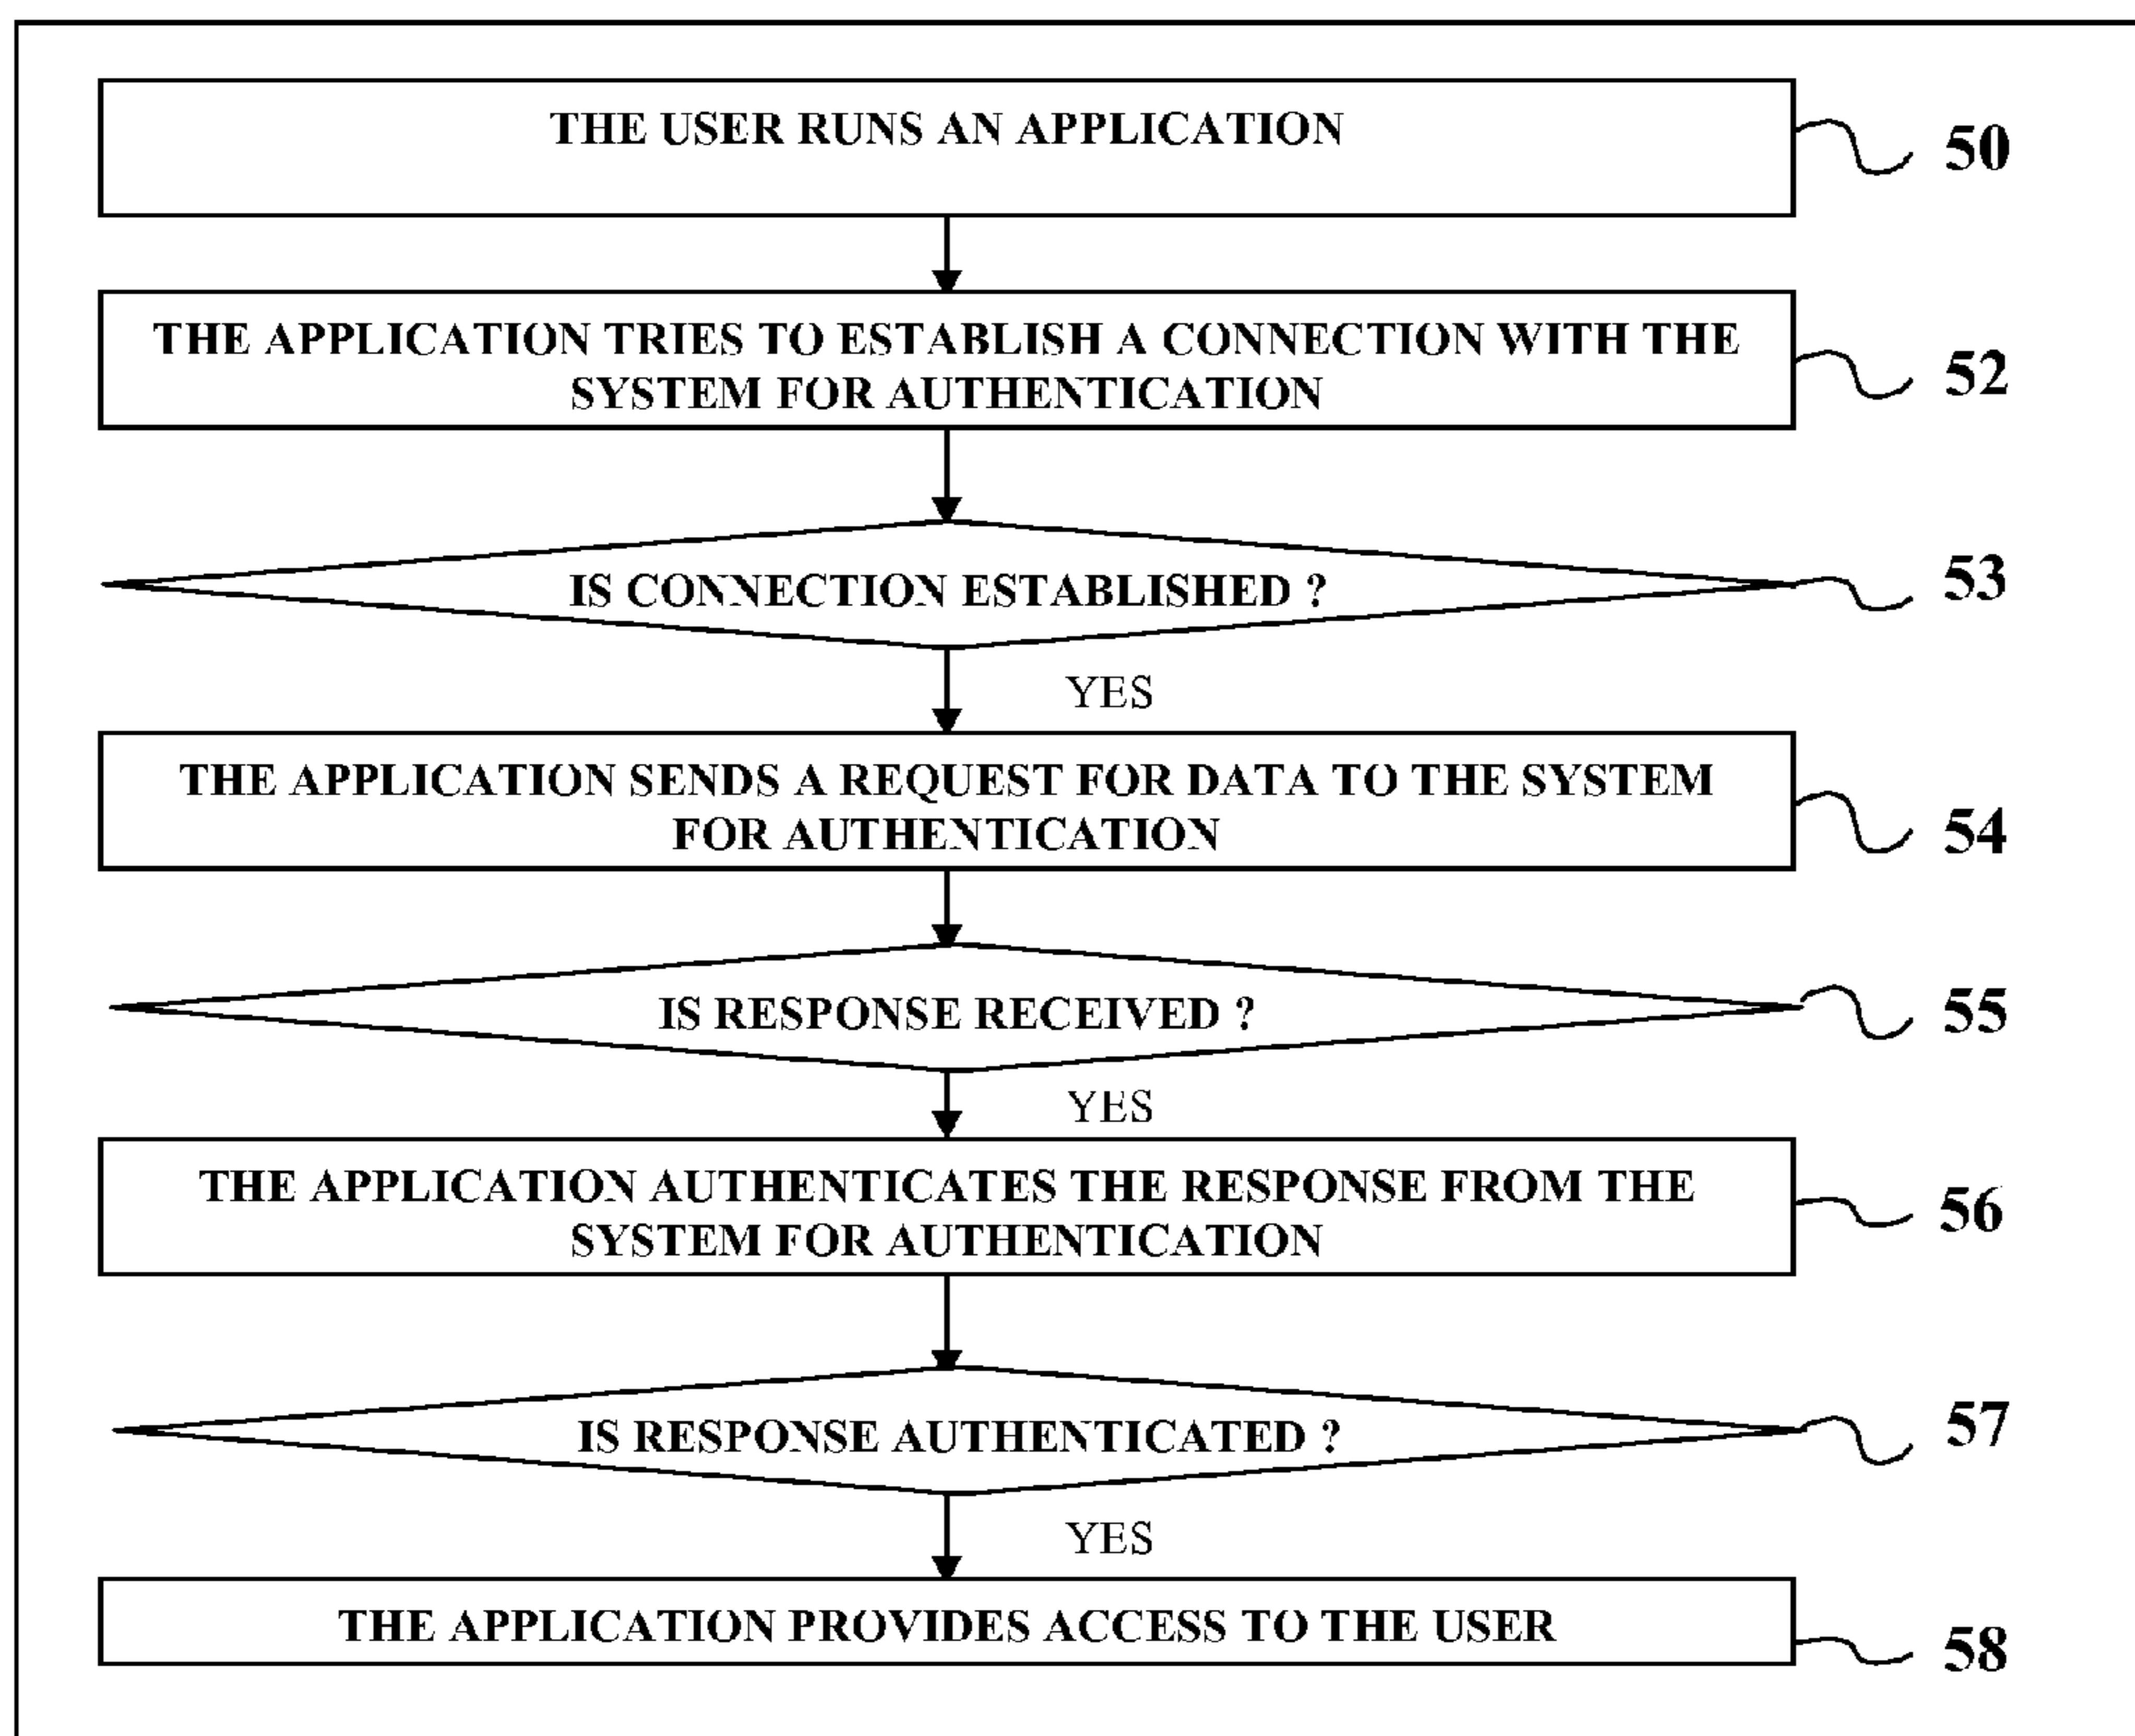 THE USER RUNS AN APPLICATION
50
THE APPLICATION TRIES TO ESTABLISH A CONNECTION WITH THE
SYSTEM FOR AUTHENTICATION
52
IS CONNECTION ESTABLISHED ?
53
YES
THE APPLICATION SENDS A REQUEST FOR DATA TO THE SYSTEM
FOR AUTHENTICATION
54
IS RESPONSE RECEIVED ?
55
YES
THE APPLICATION AUTHENTICATES THE RESPONSE FROM THE
SYSTEM FOR AUTHENTICATION
56
IS RESPONSE AUTHENTICATED ?
57
YES
THE APPLICATION PROVIDES ACCESS TO THE USER
58